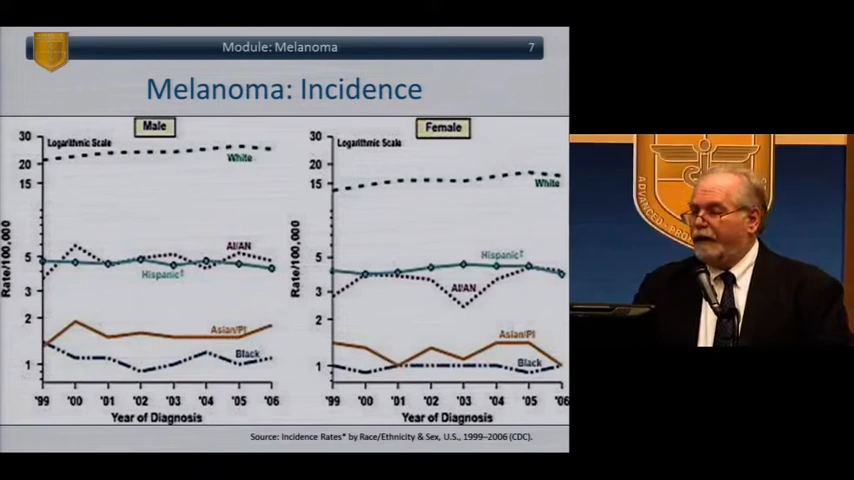 Module: Melanoma 7
Melanoma: Incidence
Male
Logarithmic Scale
30
20
15
5
3
2
1
White
AI/AN
Hispanic‡
Asian/PI
Black
Rate/100,000
'99 '00 '01 '02 '03 '04 '05 '06
Year of Diagnosis
Female
Logarithmic Scale
30
20
15
5
3
2
1
White
Hispanic‡
AI/AN
Asian/PI
Black
Rate/100,000
'99 '00 '01 '02 '03 '04 '05 '06
Year of Diagnosis
Source: Incidence Rates* by Race/Ethnicity & Sex, U.S., 1999–2006 (CDC).
ADVANCED